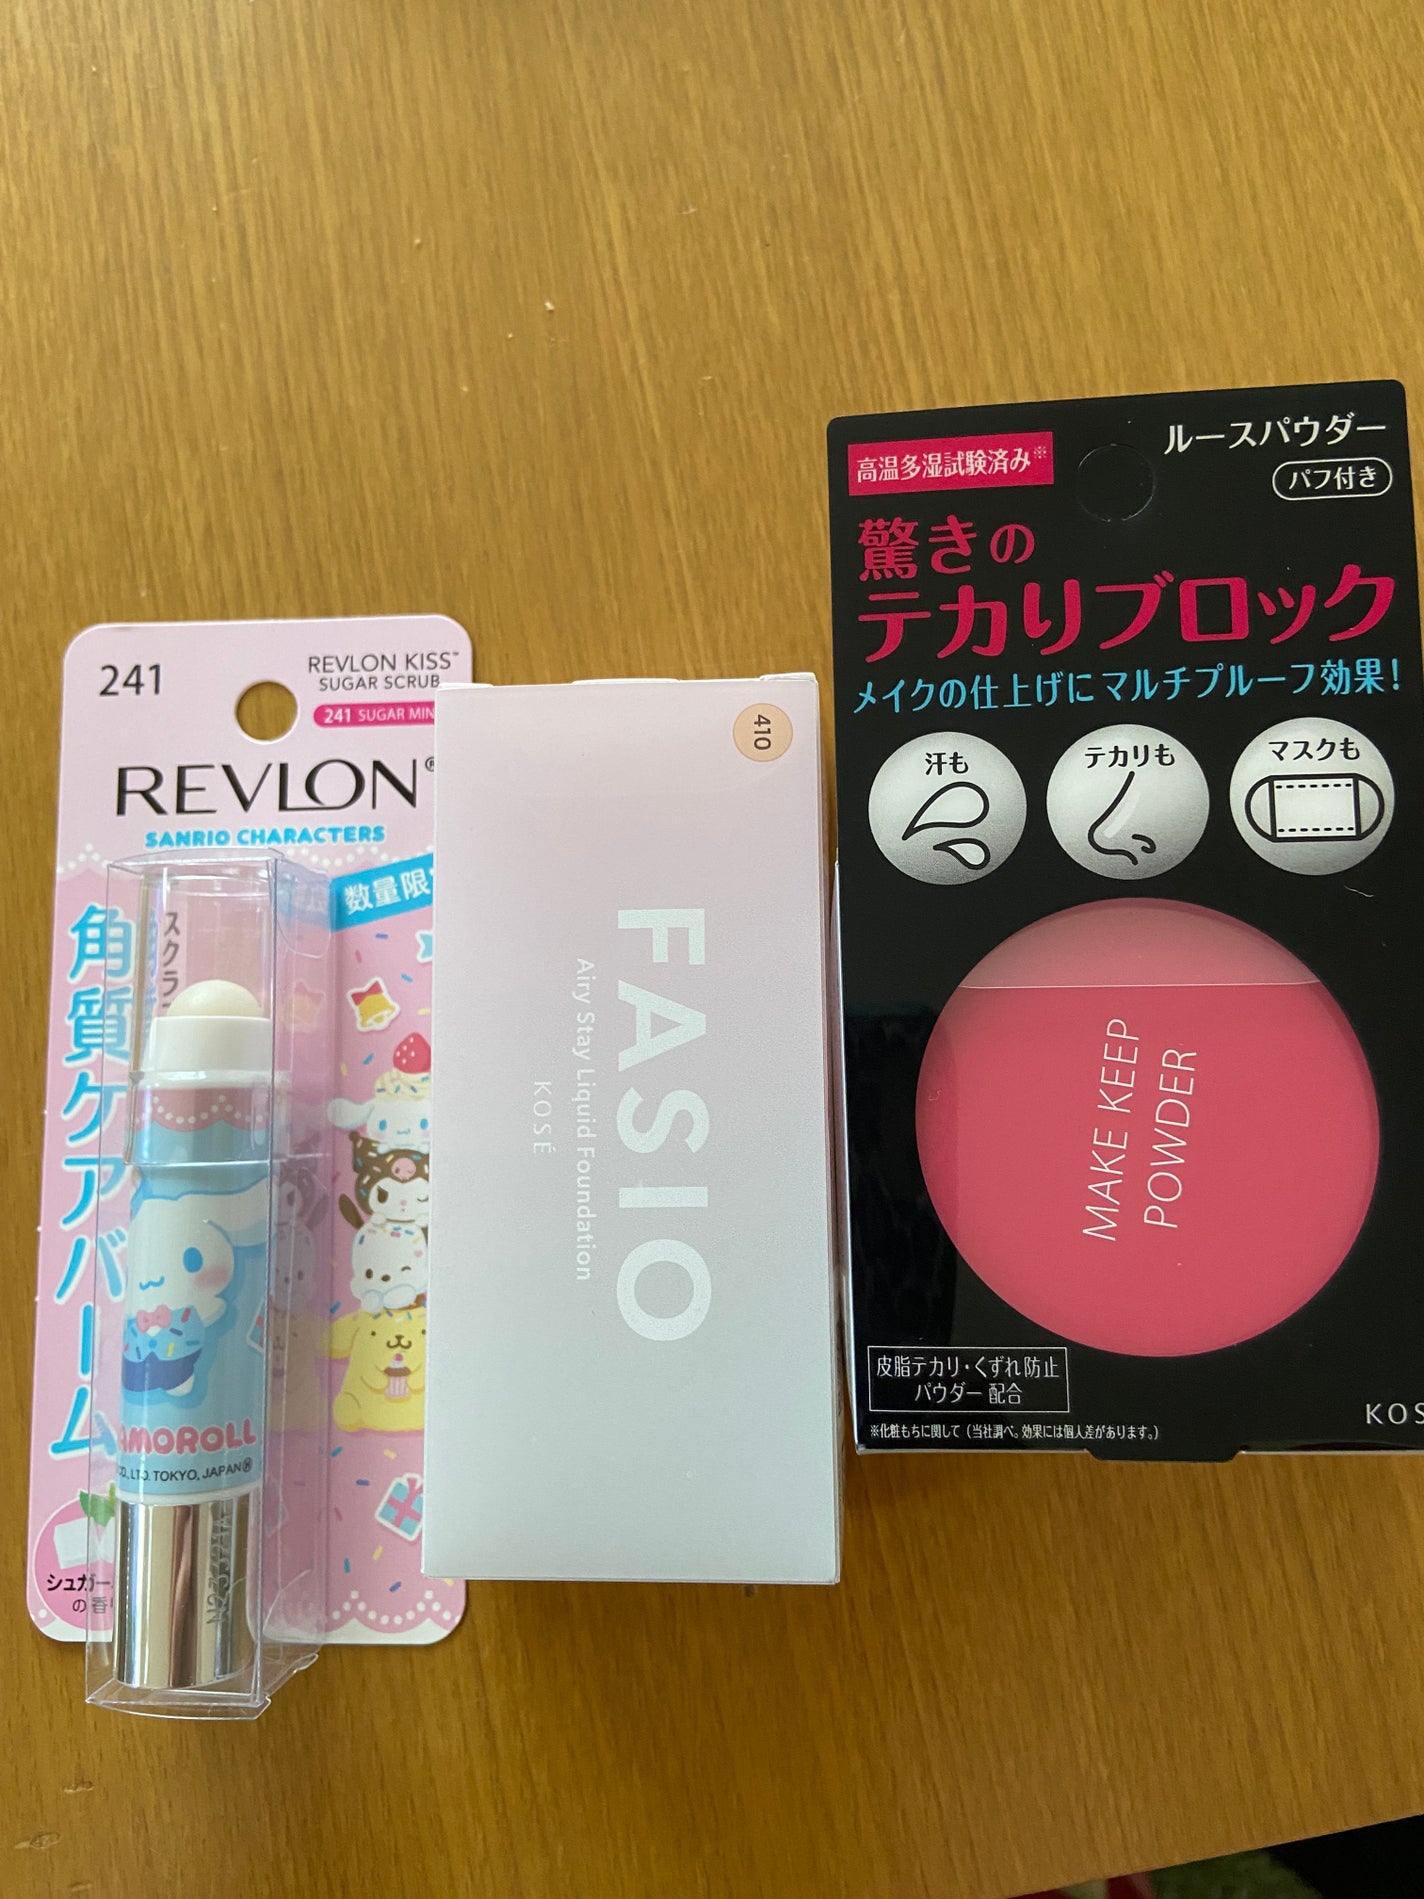 241
REVLON KISS™
SUGAR SCRUB
241 SUGAR MIN
REVLON®
SANRIO CHARACTERS
数量限
角質ケアバーム
スクラ
AMOROLL
CO., LTD. TOKYO, JAPAN Ⓗ
シュガー
の香
410
FASIO
Airy Stay Liquid Foundation
KOSÉ
ルースパウダー
パフ付き
高温多湿試験済み※
驚きの
テカリブロック
メイクの仕上げにマルチプルーフ効果!
汗も
テカリも
マスクも
MAKE KEEP
POWDER
皮脂テカリ・くずれ防止
パウダー配合
※化粧もちに関して(当社調べ。効果には個人差があります。)
KOS